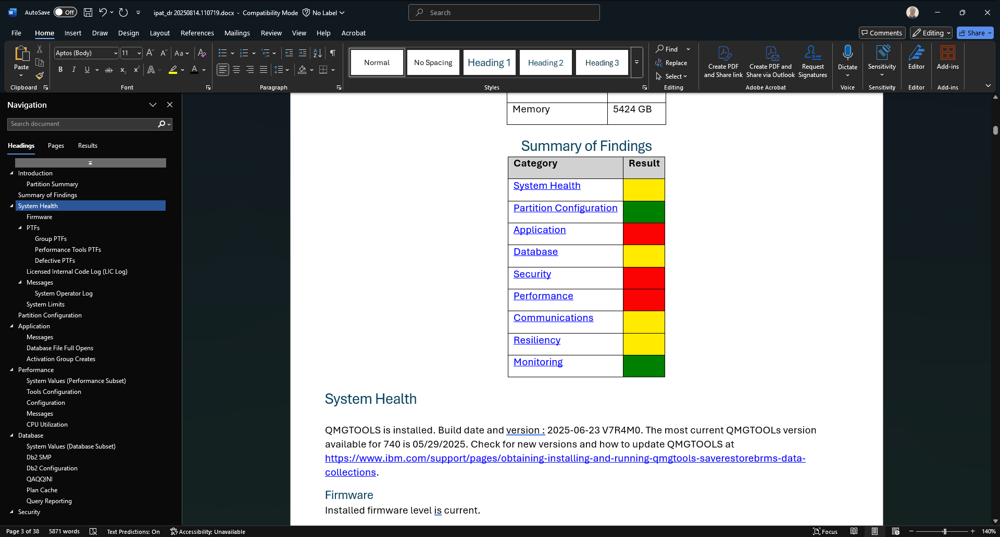 AutoSave Off ipat_dr 20250814.110719.docx - Compatibility Mode No Label Search
File Home Insert Draw Design Layout References Mailings Review View Help Acrobat Comments Editing Share
Paste
Clipboard
Aptos (Body) 11
Font
Paragraph
Normal No Spacing Heading 1 Heading 2 Heading 3
Styles
Find
Replace
Select
Editing
Create PDF and Share link
Create PDF and Share via Outlook
Request Signatures
Adobe Acrobat
Dictate
Voice
Sensitivity
Sensitivity
Editor
Editor
Add-ins
Add-ins
Navigation
Search document
Headings Pages Results
Introduction
Partition Summary
Summary of Findings
System Health
Firmware
PTFs
Group PTFs
Performance Tools PTFs
Defective PTFs
Licensed Internal Code Log (LIC Log)
Messages
System Operator Log
System Limits
Partition Configuration
Application
Messages
Database File Full Opens
Activation Group Creates
Performance
System Values (Performance Subset)
Tools Configuration
Configuration
Messages
CPU Utilization
Database
System Values (Database Subset)
Db2 SMP
Db2 Configuration
QAQQINI
Plan Cache
Query Reporting
Security
Memory 5424 GB
Summary of Findings
Category Result
System Health
Partition Configuration
Application
Database
Security
Performance
Communications
Resiliency
Monitoring
System Health
QMGTOOLS is installed. Build date and version : 2025-06-23 V7R4M0. The most current QMGTOOLs version
available for 740 is 05/29/2025. Check for new versions and how to update QMGTOOLS at
https://www.ibm.com/support/pages/obtaining-installing-and-running-qmgtools-saverestorebrms-data-
collections.
Firmware
Installed firmware level is current.
Page 3 of 38 5871 words Text Predictions: On Accessibility: Unavailable Focus 140%